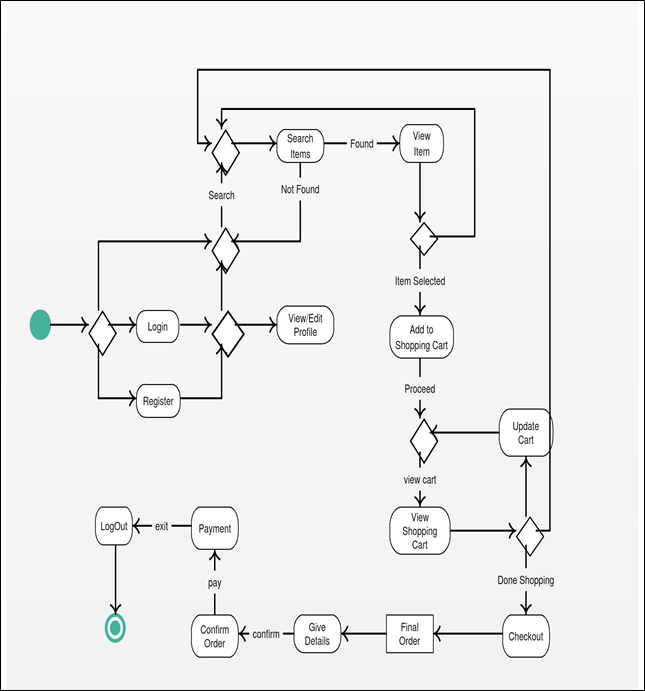 Search
Items
Found
View
Item
Search
Not Found
Item Selected
Login
View/Edit
Profile
Add to
Shopping Cart
Register
Proceed
Update
Cart
view cart
LogOut
exit
Payment
View
Shopping
Cart
pay
Done Shopping
Confirm
Order
confirm
Give
Details
Final
Order
Checkout